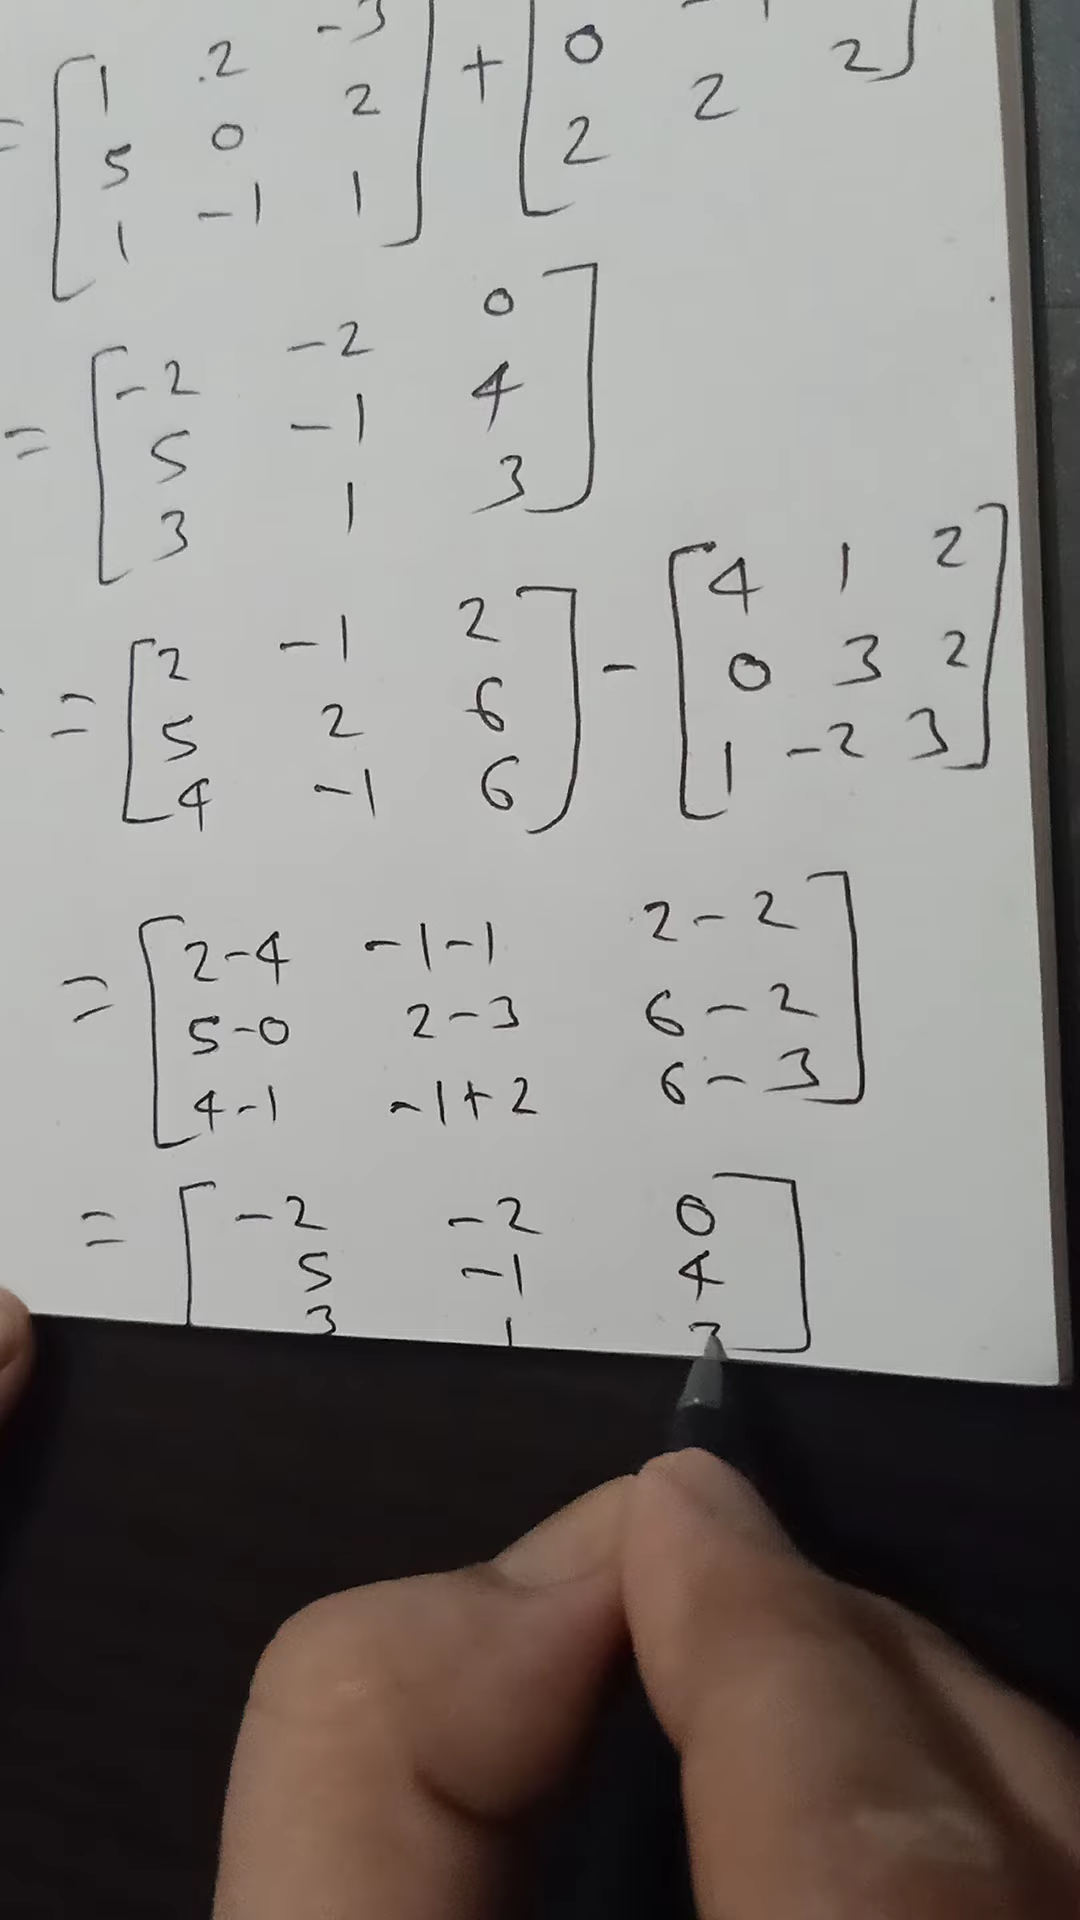 = [ 1 2 -3 ] + [
5 0 2 0 2 ]
1 -1 1 2 2
= [ -2 -2 0 ]
5 -1 4
3 1 3
= [ 2 -1 2 ] - [ 4 1 2 ]
5 2 6 0 3 2
4 -1 6 1 -2 3
= [ 2-4 -1-1 2-2 ]
5-0 2-3 6-2
4-1 -1+2 6-3
= [ -2 -2 0 ]
5 -1 4
3 1 3